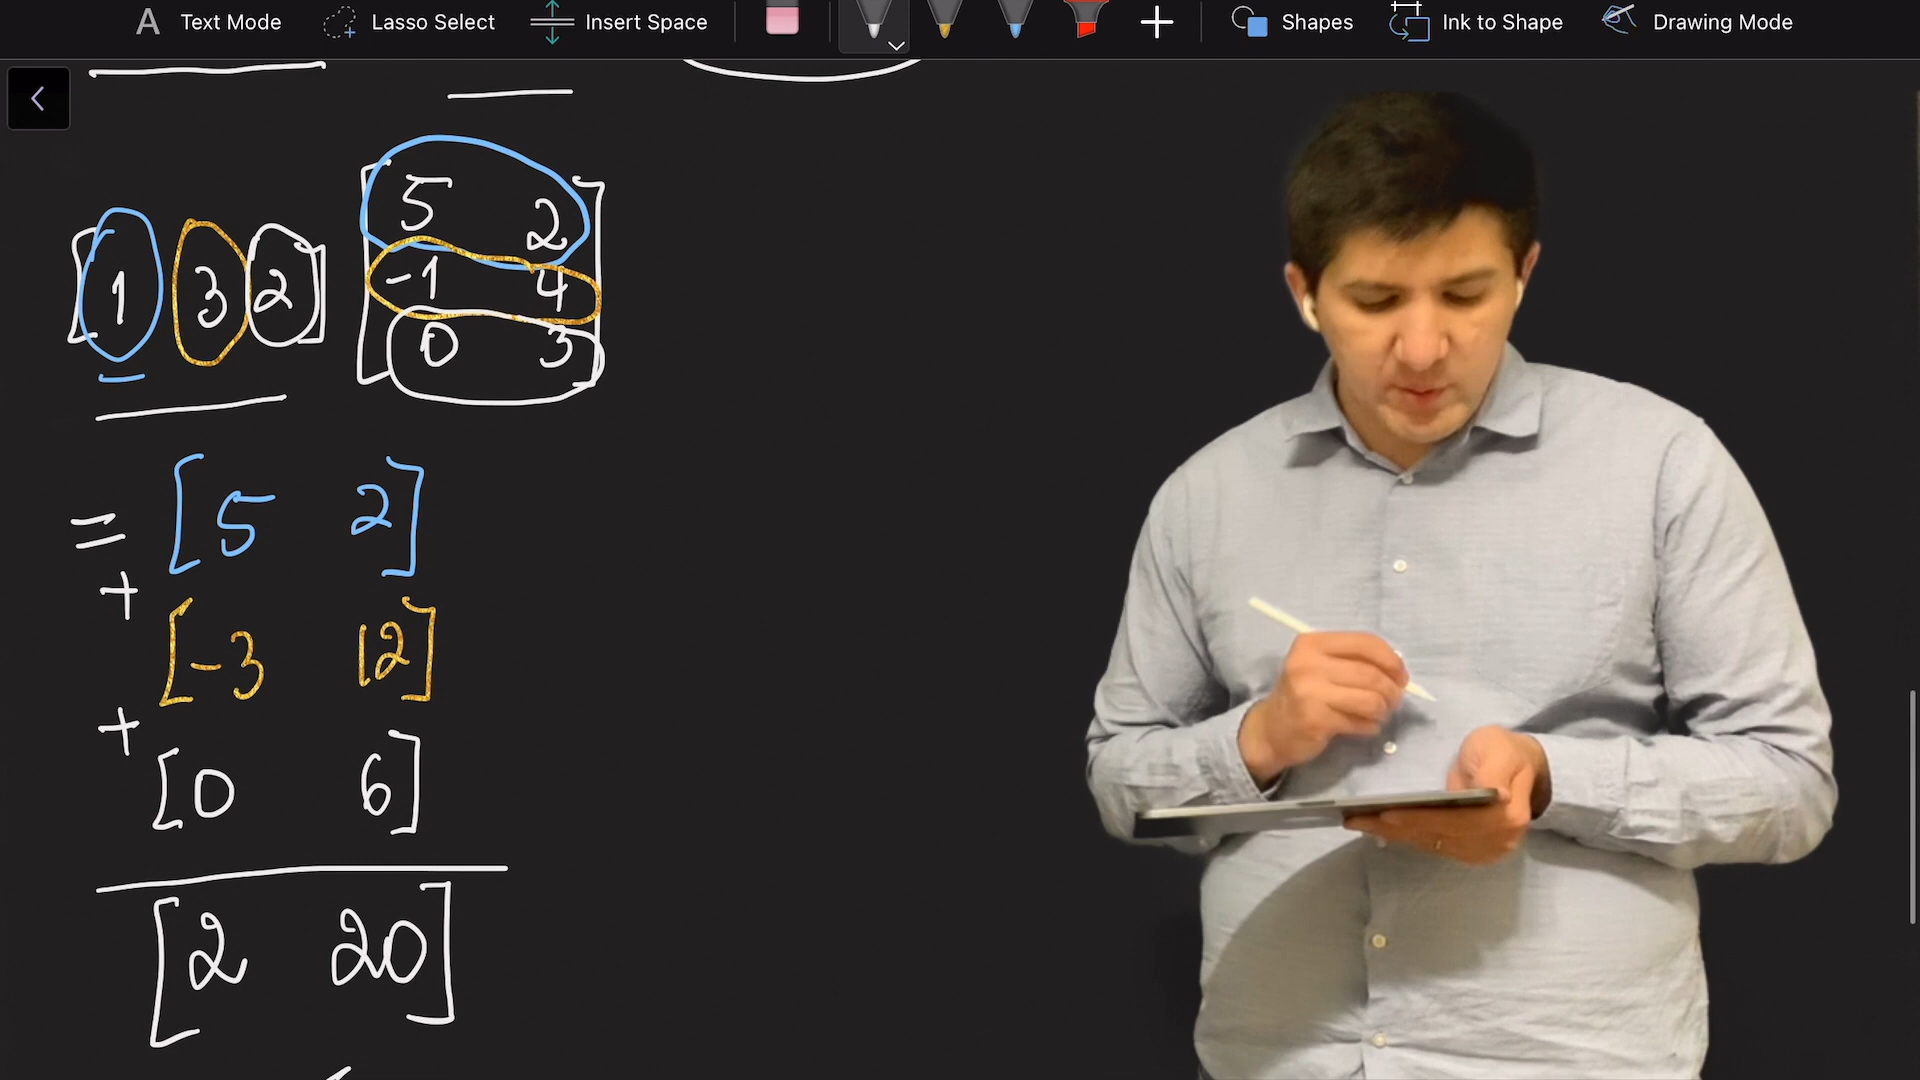 Text Mode Lasso Select Insert Space Shapes Ink to Shape Drawing Mode
[1 3 2] [5 2
-1 4
0 3]
= [5 2]
+
[-3 12]
+
[0 6]
[2 20]